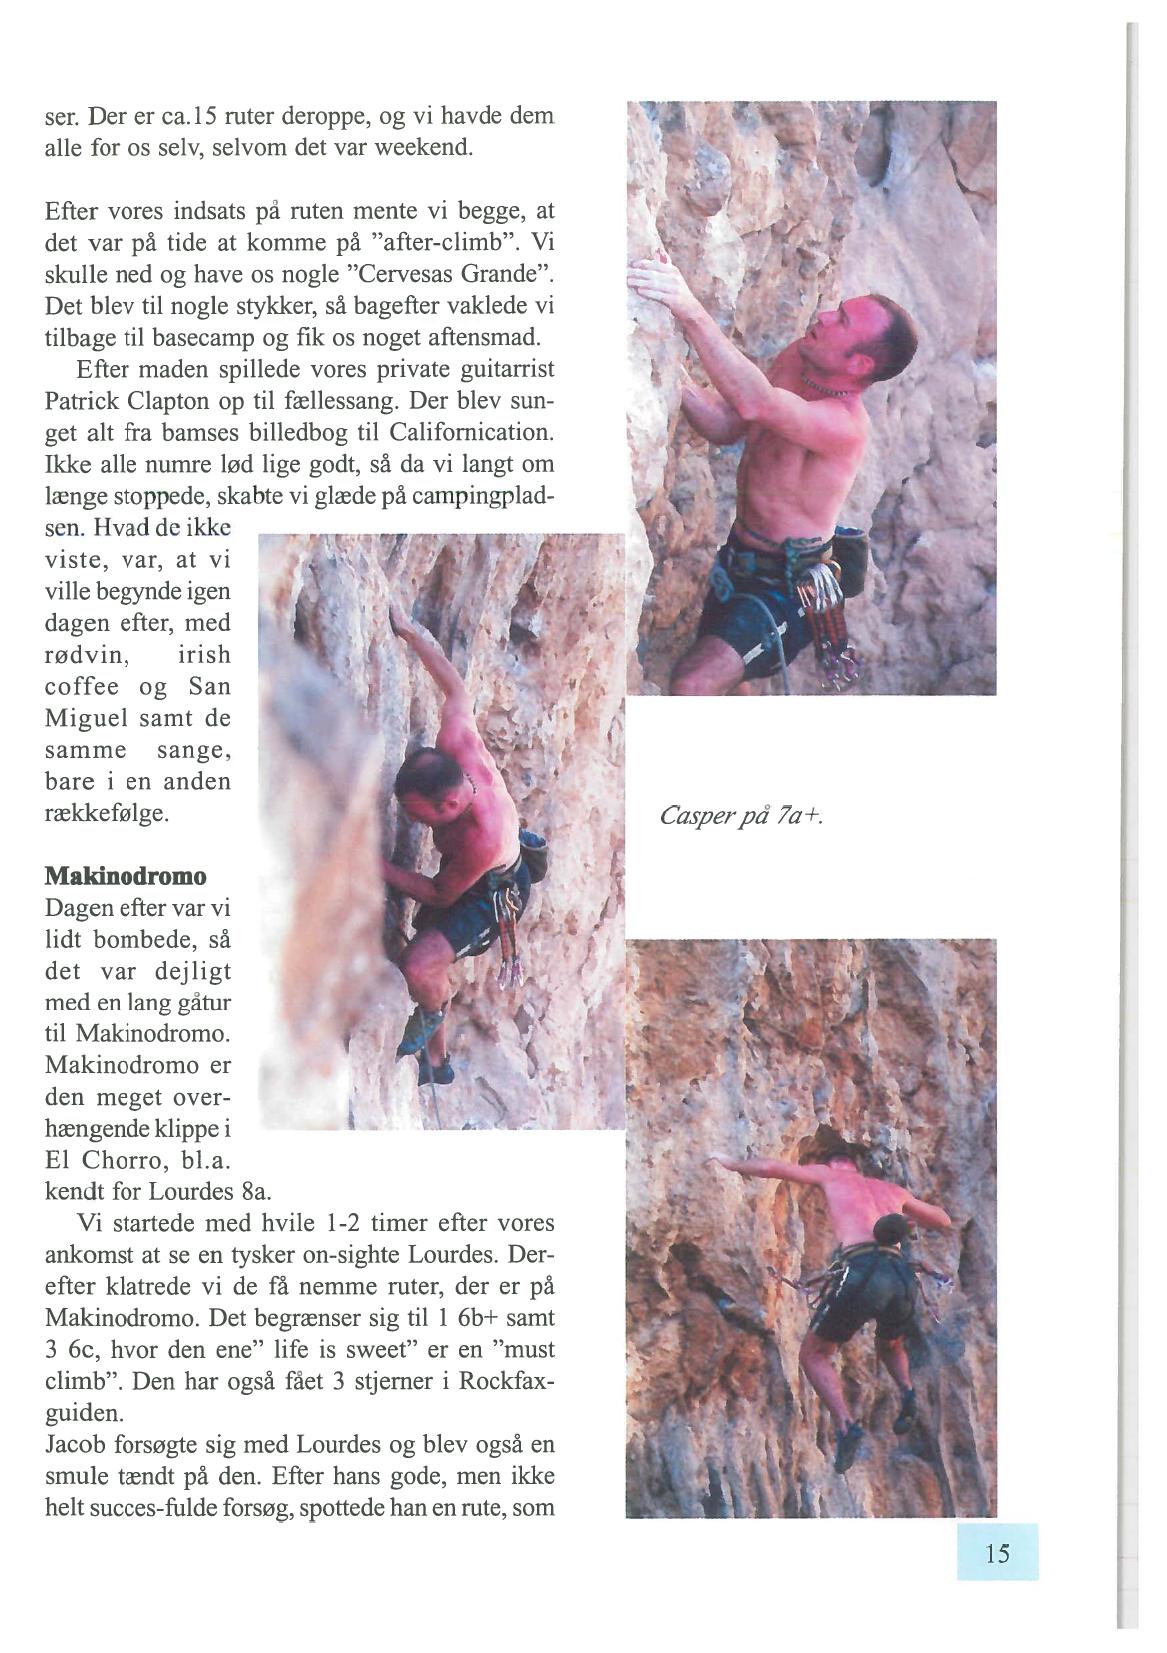 ser. Der er ca.15 ruter deroppe, og vi havde dem
alle for os selv, selvom det var weekend.
Efter vores indsats på ruten mente vi begge, at
det var på tide at komme på ”after-climb”. Vi
skulle ned og have os nogle ”Cervesas Grande”.
Det blev til nogle stykker, så bagefter vaklede vi
tilbage til basecamp og fik os noget aftensmad.
Efter maden spillede vores private guitarrist
Patrick Clapton op til fællessang. Der blev sun-
get alt fra bamses billedbog til Californication.
Ikke alle numre lød lige godt, så da vi langt om
længe stoppede, skabte vi glæde på campingplad-
sen. Hvad de ikke
viste, var, at vi
ville begynde igen
dagen efter, med
rødvin, irish
coffee og San
Miguel samt de
samme sange,
bare i en anden
rækkefølge.
Makinodromo
Dagen efter var vi
lidt bombede, så
det var dejligt
med en lang gåtur
til Makinodromo.
Makinodromo er
den meget over-
hængende klippe i
El Chorro, bl.a.
kendt for Lourdes 8a.
Vi startede med hvile 1-2 timer efter vores
ankomst at se en tysker on-sighte Lourdes. Der-
efter klatrede vi de få nemme ruter, der er på
Makinodromo. Det begrænser sig til 1 6b+ samt
3 6c, hvor den ene” life is sweet” er en ”must
climb”. Den har også fået 3 stjerner i Rockfax-
guiden.
Jacob forsøgte sig med Lourdes og blev også en
smule tændt på den. Efter hans gode, men ikke
helt succes-fulde forsøg, spottede han en rute, som
Casper på 7a+.
15